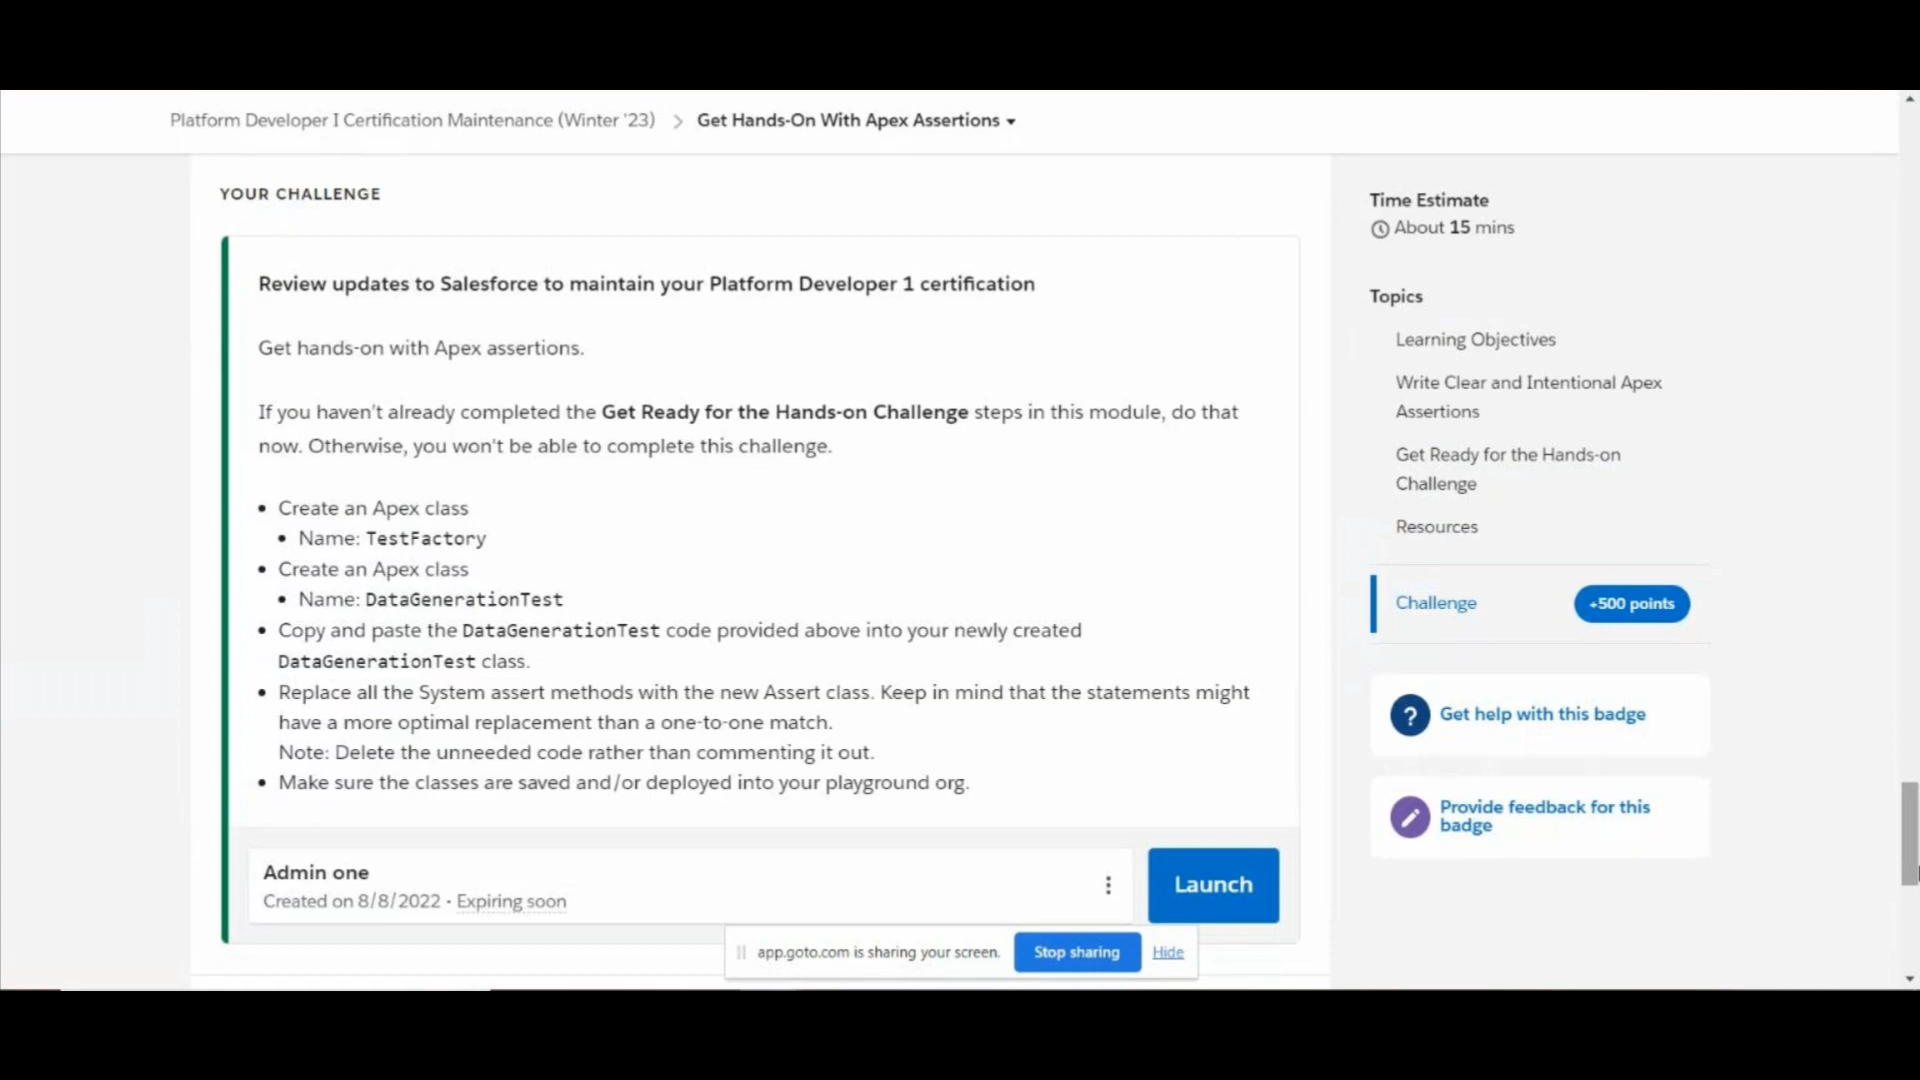 Platform Developer I Certification Maintenance (Winter '23) > Get Hands-On With Apex Assertions
YOUR CHALLENGE
Review updates to Salesforce to maintain your Platform Developer 1 certification
Get hands-on with Apex assertions.
If you haven't already completed the Get Ready for the Hands-on Challenge steps in this module, do that
now. Otherwise, you won't be able to complete this challenge.
• Create an Apex class
• Name: TestFactory
• Create an Apex class
• Name: DataGenerationTest
• Copy and paste the DataGenerationTest code provided above into your newly created
DataGenerationTest class.
• Replace all the System assert methods with the new Assert class. Keep in mind that the statements might
have a more optimal replacement than a one-to-one match.
Note: Delete the unneeded code rather than commenting it out.
• Make sure the classes are saved and/or deployed into your playground org.
Admin one
Created on 8/8/2022 • Expiring soon
Launch
app.goto.com is sharing your screen.
Stop sharing
Hide
Time Estimate
About 15 mins
Topics
Learning Objectives
Write Clear and Intentional Apex
Assertions
Get Ready for the Hands-on
Challenge
Resources
Challenge
+500 points
? Get help with this badge
Provide feedback for this
badge